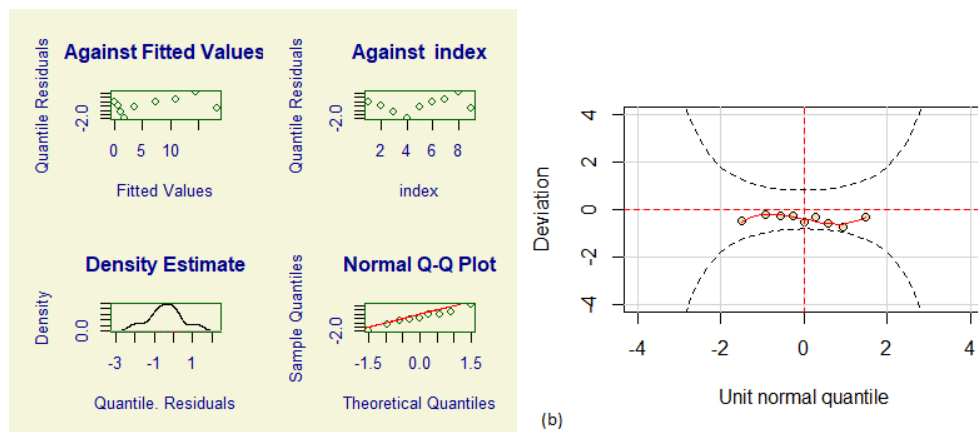 Against Fitted Values
Quantile Residuals
-2.0
0 5 10
Fitted Values
Against index
Quantile Residuals
-2.0
2 4 6 8
index
Density Estimate
Density
0.0
-3 -1 1
Quantile. Residuals
Normal Q-Q Plot
Sample Quantiles
-2.0
-1.5 0.0 1.5
Theoretical Quantiles
Deviation
4
2
0
-2
-4
-4 -2 0 2 4
Unit normal quantile
(b)